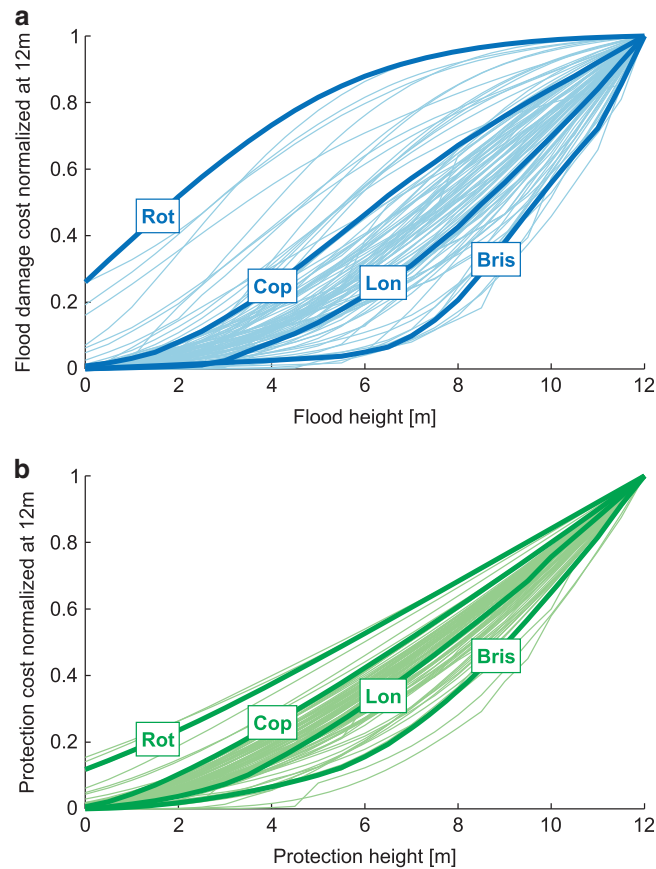 a
Flood damage cost normalized at 12m
1
0.8
0.6
0.4
0.2
0
Rot
Cop
Lon
Bris
0 2 4 6 8 10 12
Flood height [m]
b
Protection cost normalized at 12m
1
0.8
0.6
0.4
0.2
0
Rot
Cop
Lon
Bris
0 2 4 6 8 10 12
Protection height [m]